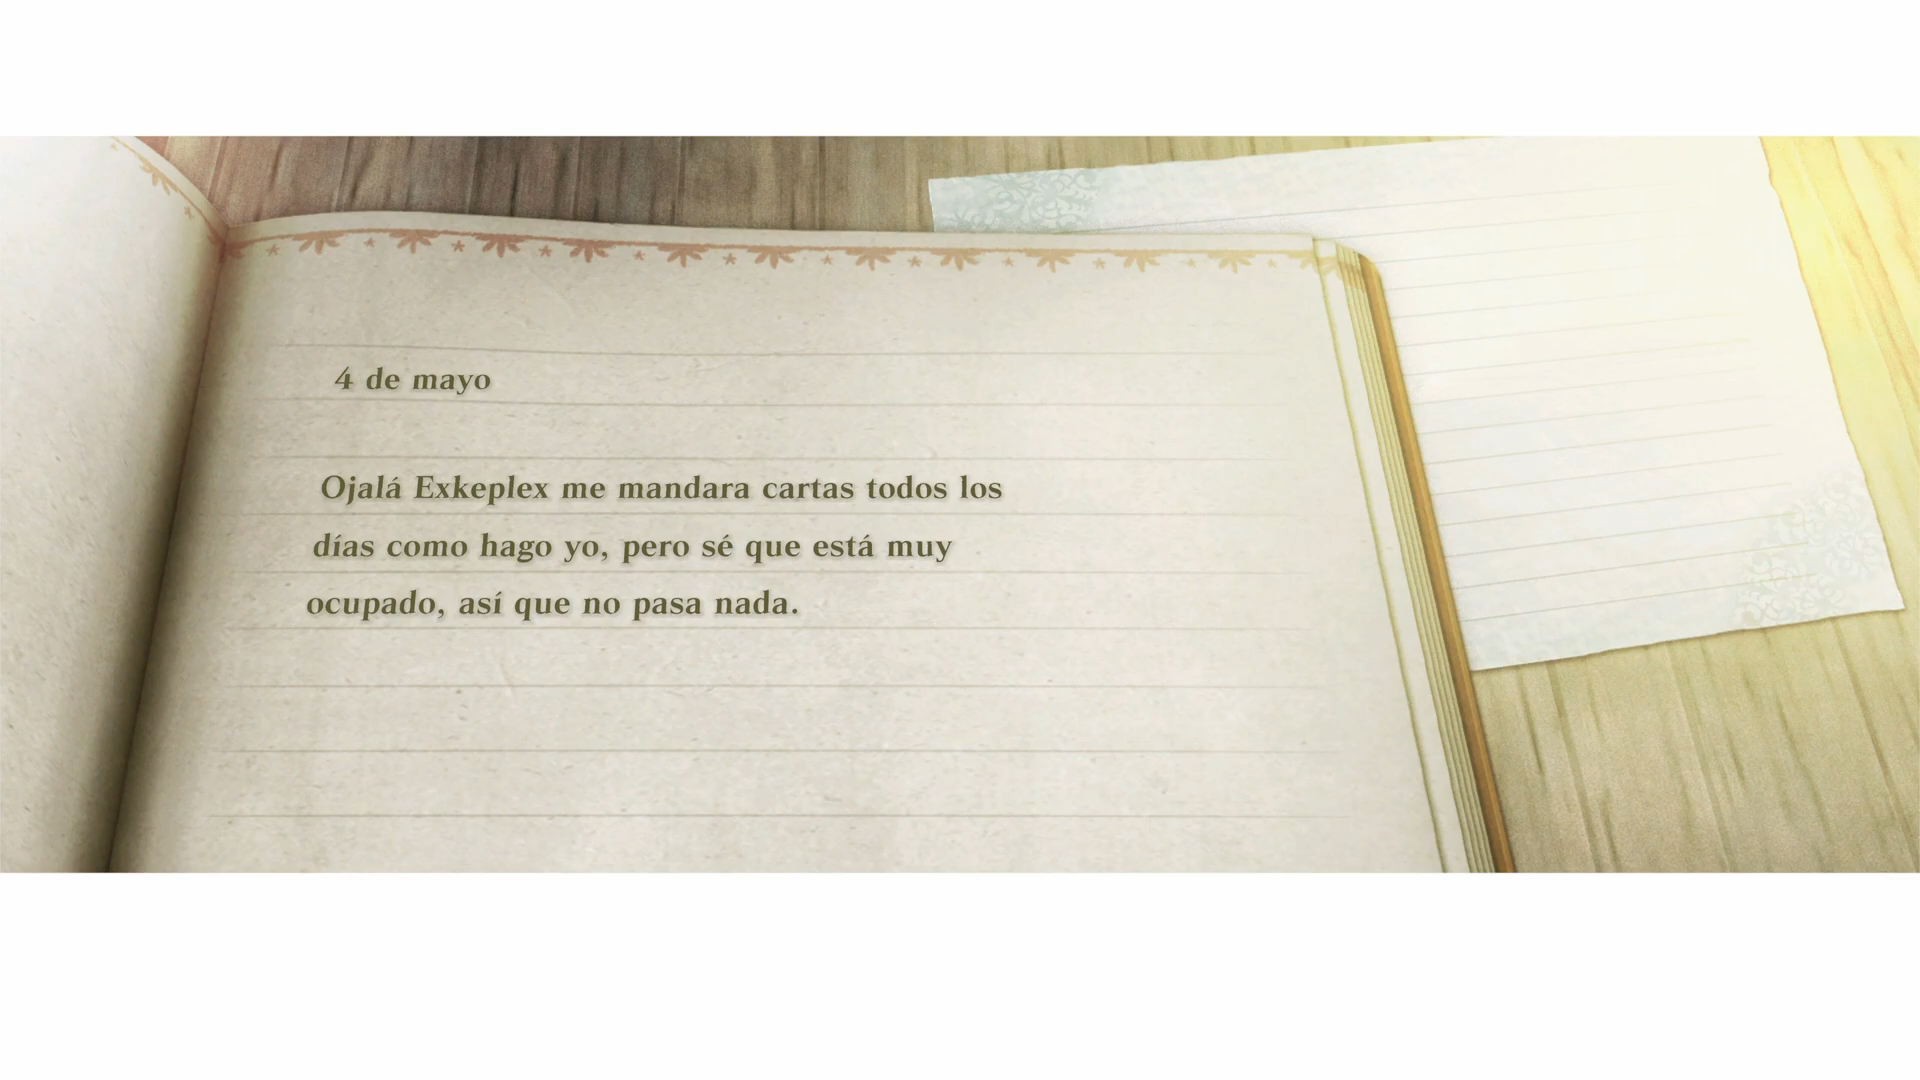 4 de mayo
Ojalá Exkeplex me mandara cartas todos los
días como hago yo, pero sé que está muy
ocupado, así que no pasa nada.